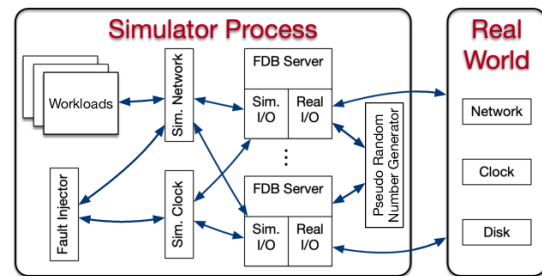 Simulator Process
Workloads
Fault Injector
Sim. Network
Sim. Clock
FDB Server
Sim.
I/O
Real
I/O
⋮
FDB Server
Sim.
I/O
Real
I/O
Pseudo Random
Number Generator
Real
World
Network
Clock
Disk